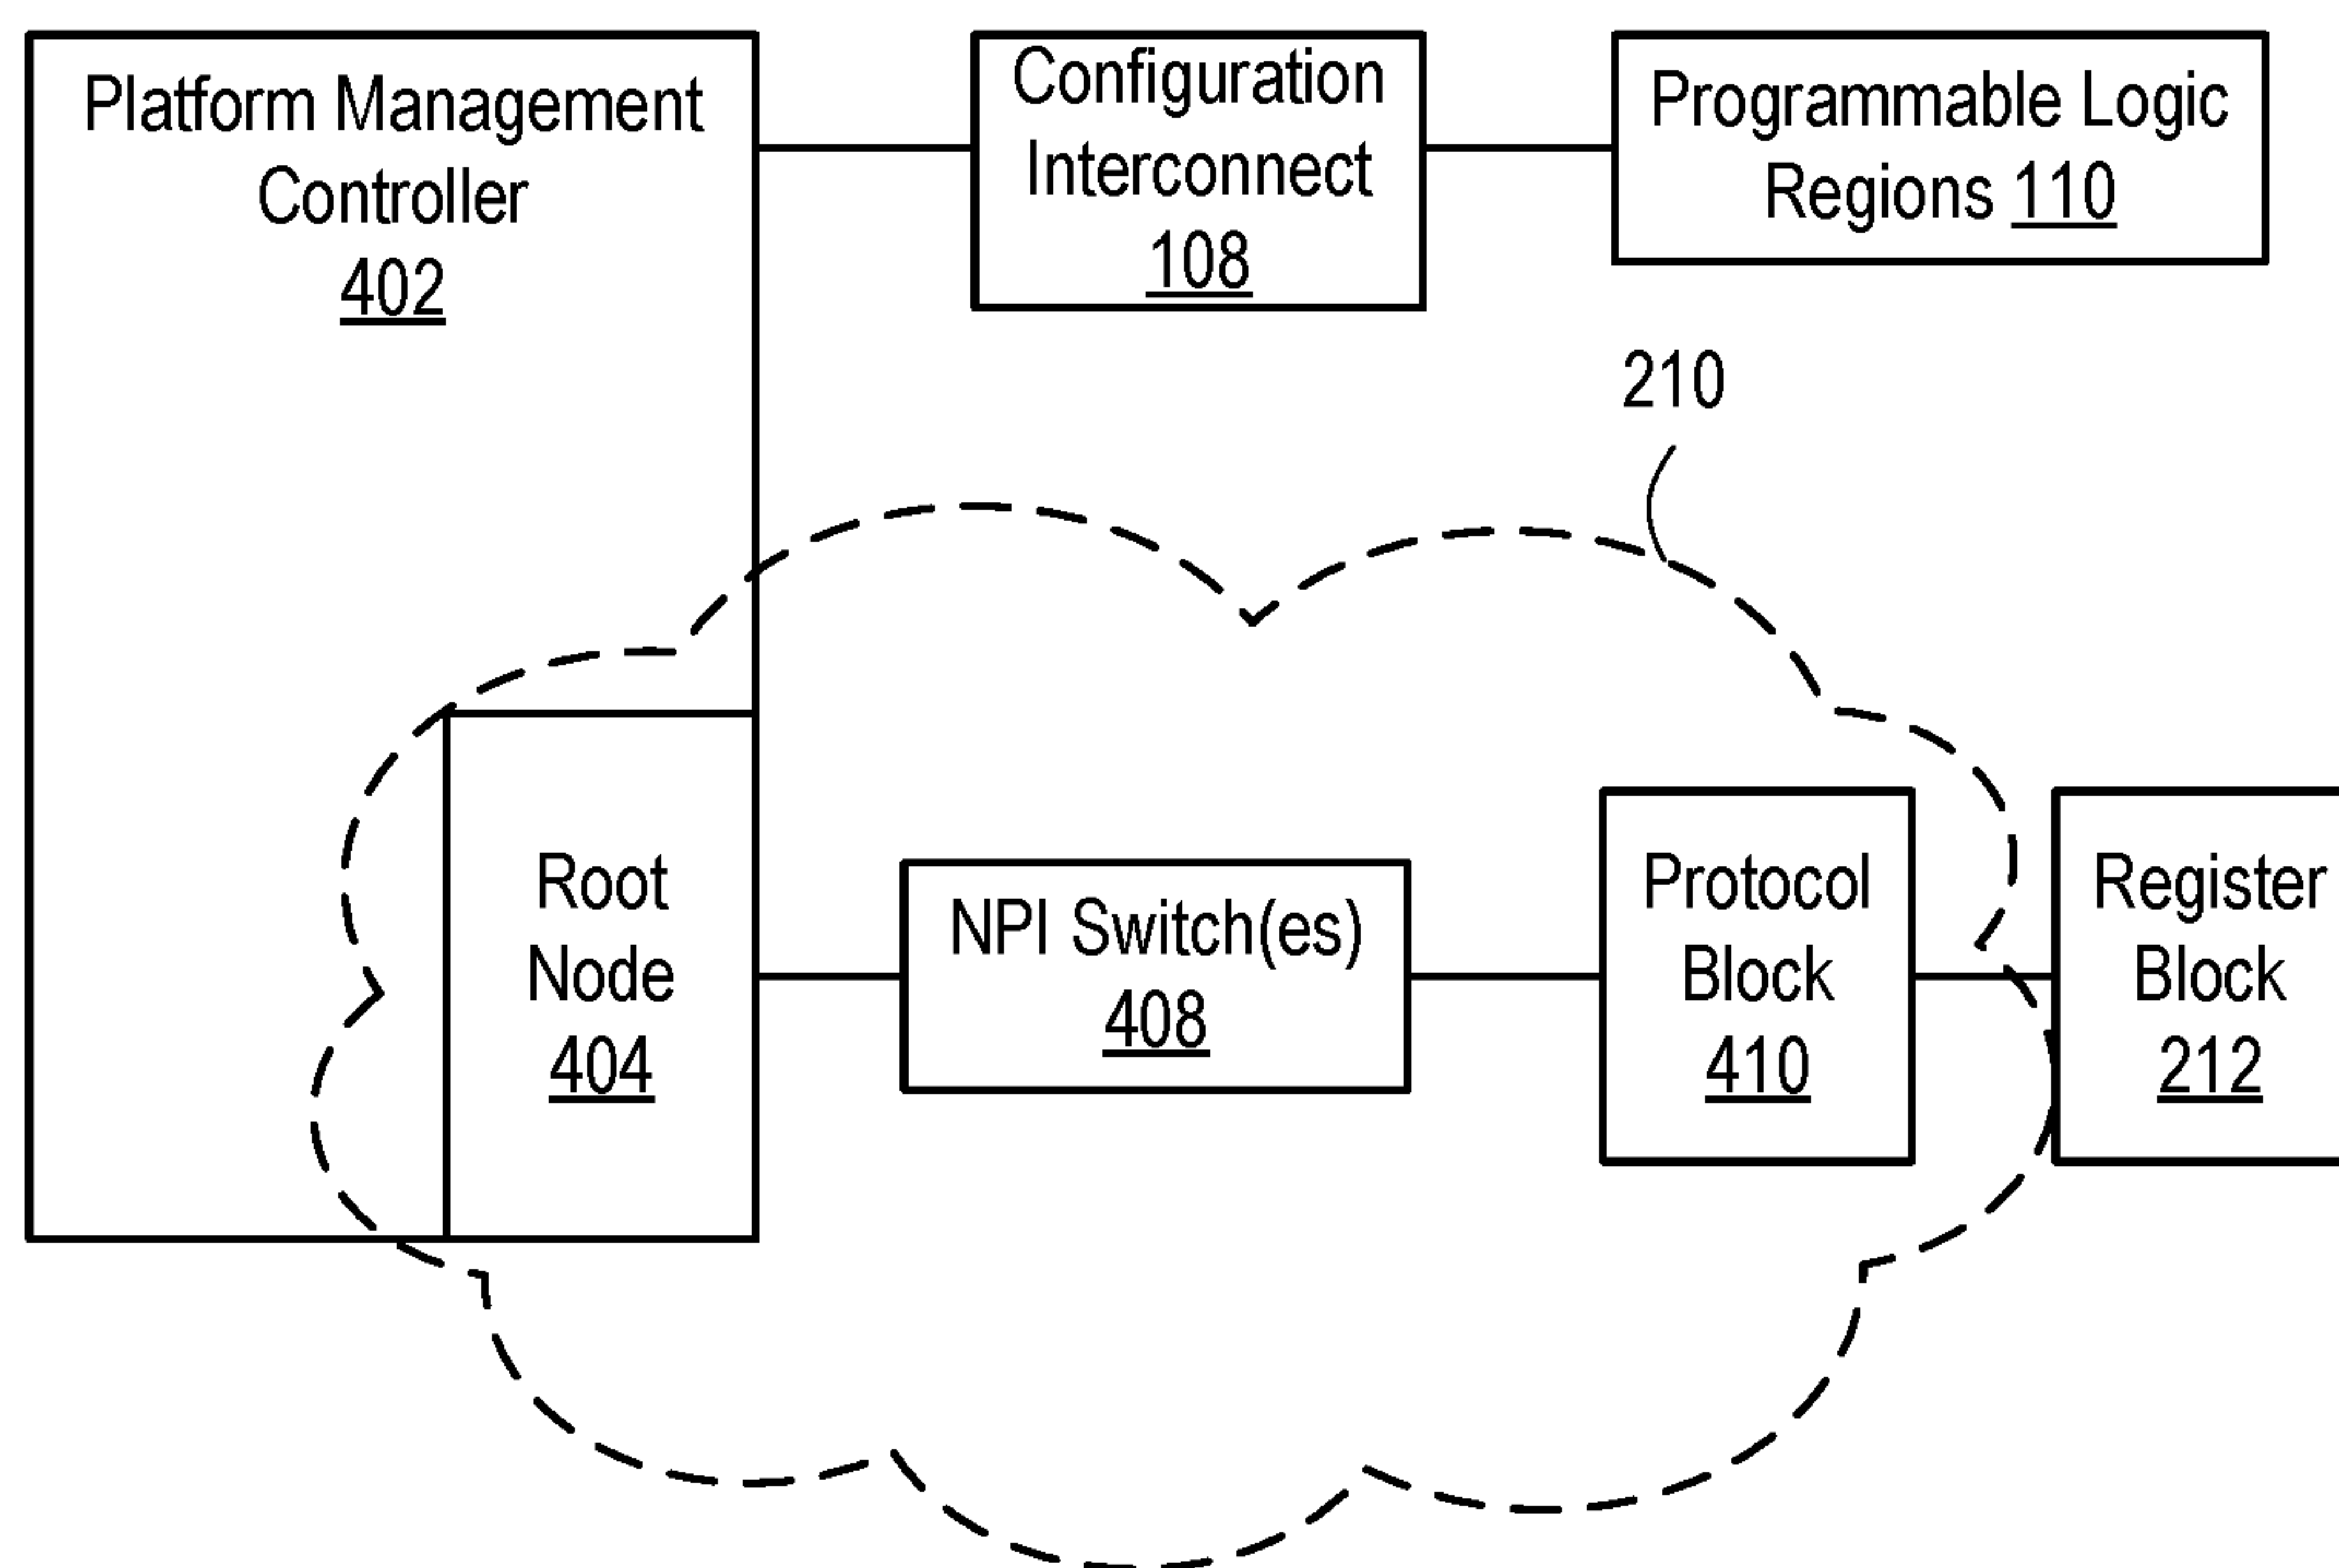 Platform Management
Controller
402
Configuration
Interconnect
108
Programmable Logic
Regions 110
210
Root
Node
404
NPI Switch(es)
408
Protocol
Block
410
Register
Block
212